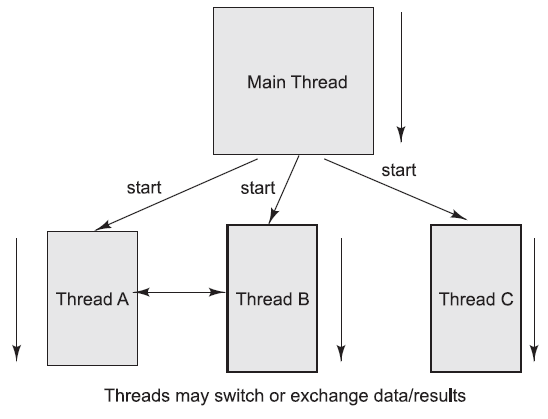 Main Thread
start
start
start
Thread A
Thread B
Thread C
Threads may switch or exchange data/results